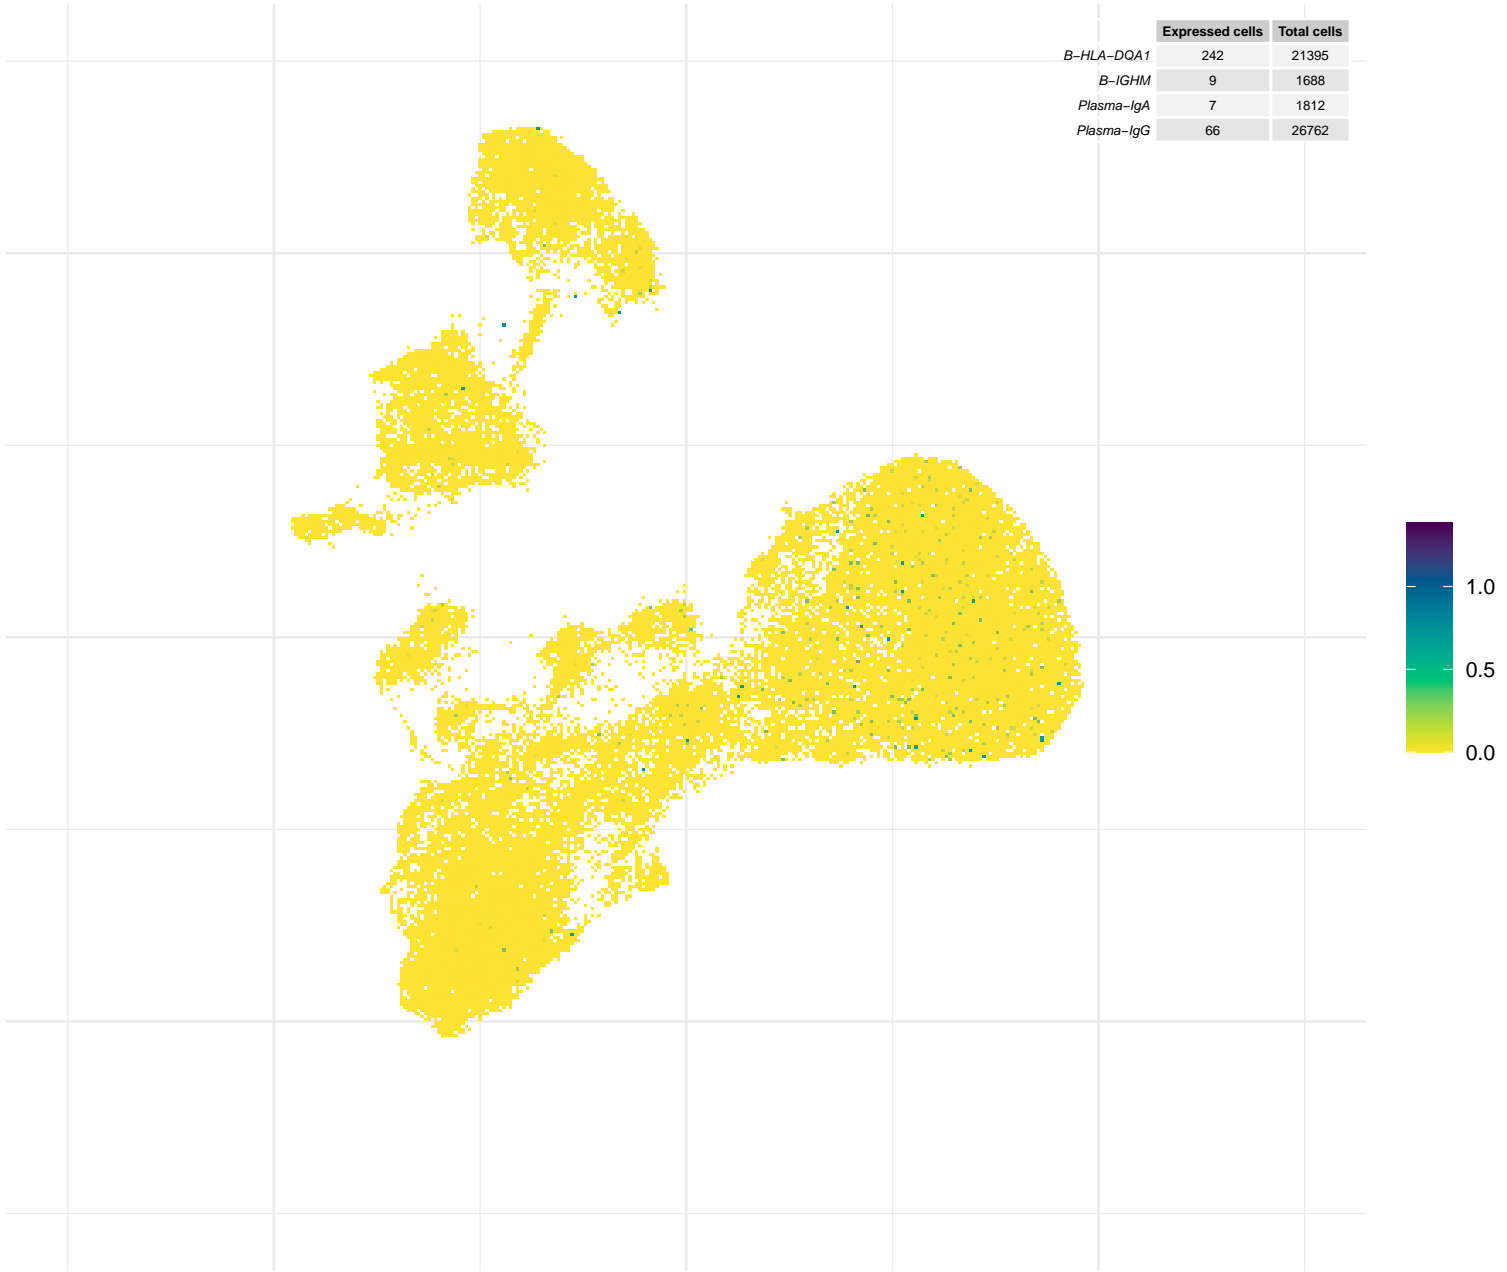 Expressed cells Total cells
B−HLA−DQA1 242 21395
B−IGHM 9 1688
Plasma−IgA 7 1812
Plasma−IgG 66 26762
1.0
0.5
0.0